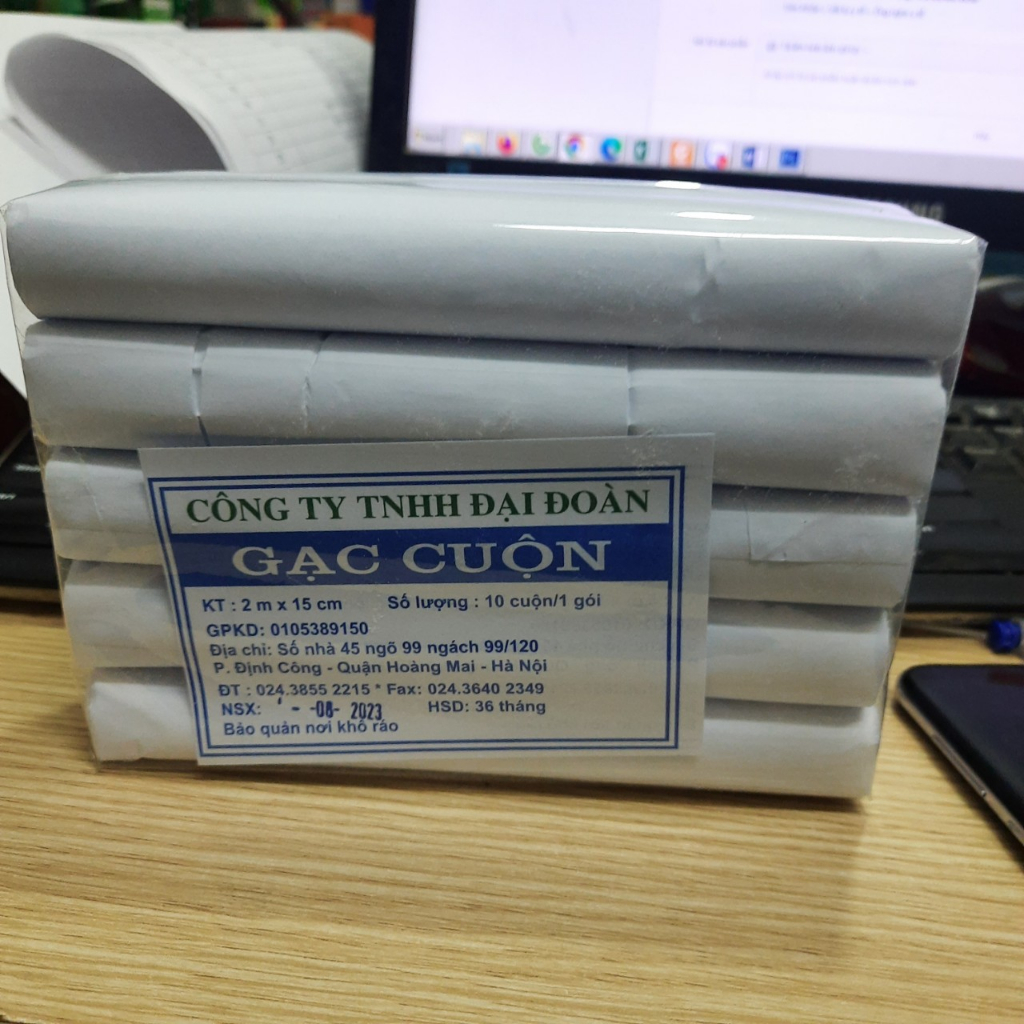 CÔNG TY TNHH ĐẠI ĐOÀN
GẠC CUỘN
KT : 2 m x 15 cm Số lượng : 10 cuộn/1 gói
GPKD: 0105389150
Địa chỉ: Số nhà 45 ngõ 99 ngách 99/120
P. Định Công - Quận Hoàng Mai - Hà Nội
ĐT : 024.3855 2215 * Fax: 024.3640 2349
NSX: -08- 2023 HSD: 36 tháng
Bảo quản nơi khô ráo